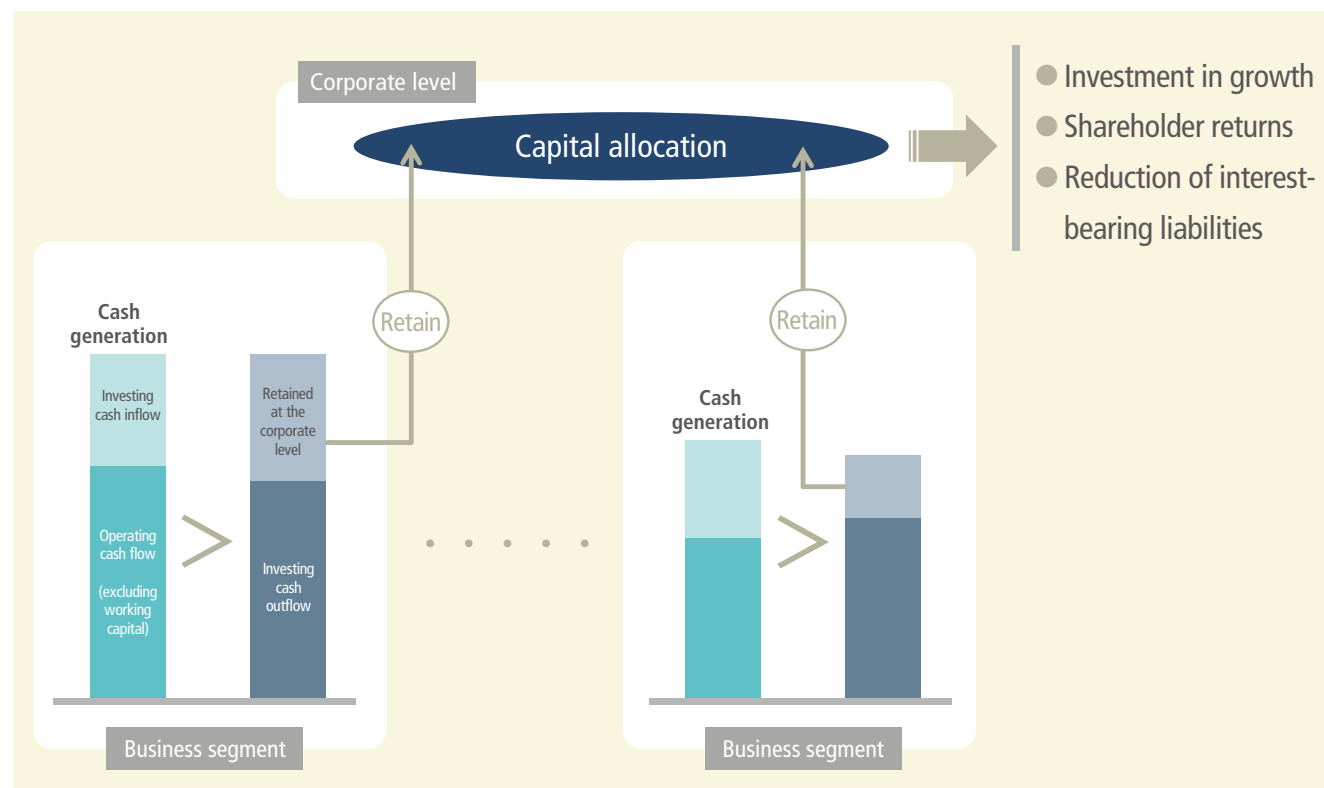 Corporate level
Capital allocation
Investment in growth
Shareholder returns
Reduction of interest-
bearing liabilities
Cash
generation
Investing
cash inflow
Operating
cash flow
(excluding
working
capital)
Retained
at the
corporate
level
Investing
cash
outflow
Retain
Business segment
Retain
Cash
generation
Business segment